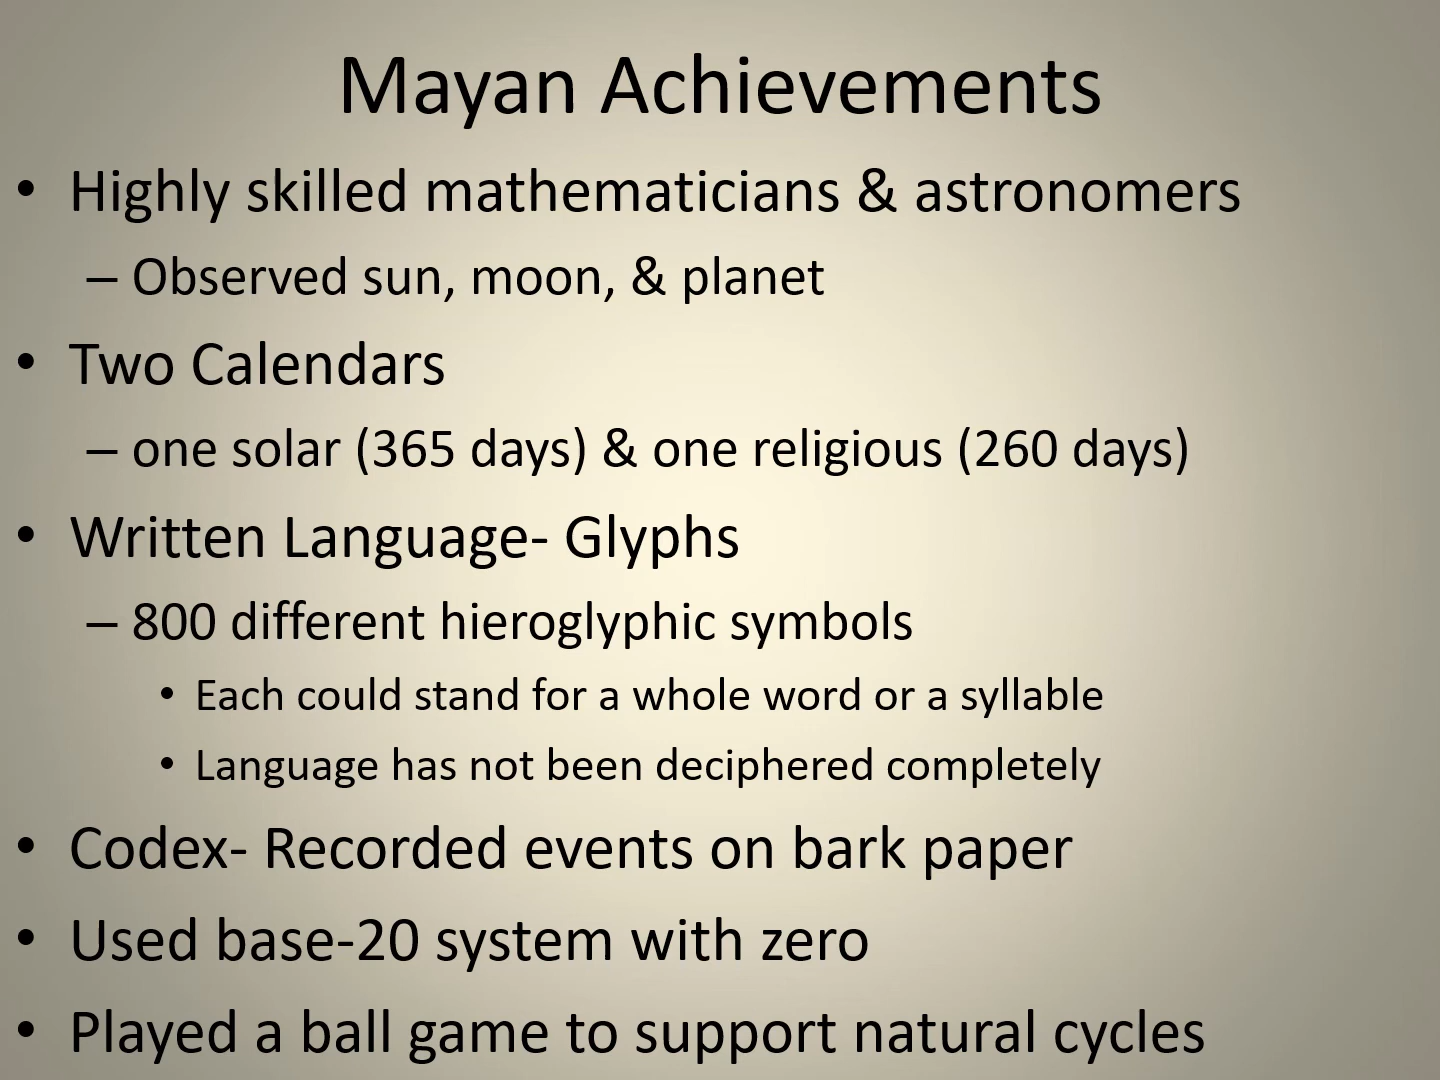 Mayan Achievements
• Highly skilled mathematicians & astronomers
– Observed sun, moon, & planet
• Two Calendars
– one solar (365 days) & one religious (260 days)
• Written Language- Glyphs
– 800 different hieroglyphic symbols
• Each could stand for a whole word or a syllable
• Language has not been deciphered completely
• Codex- Recorded events on bark paper
• Used base-20 system with zero
• Played a ball game to support natural cycles